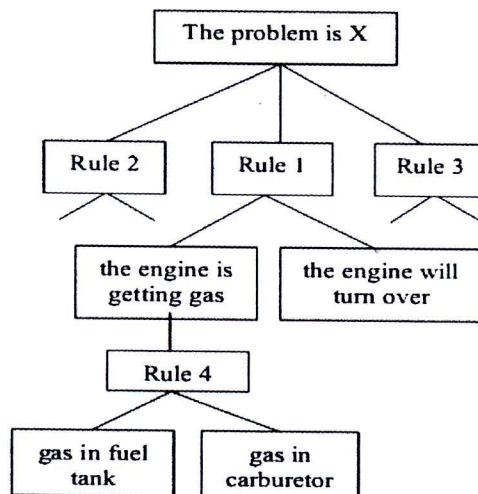 The problem is X
Rule 2
Rule 1
Rule 3
the engine is
getting gas
the engine will
turn over
Rule 4
gas in fuel
tank
gas in
carburetor